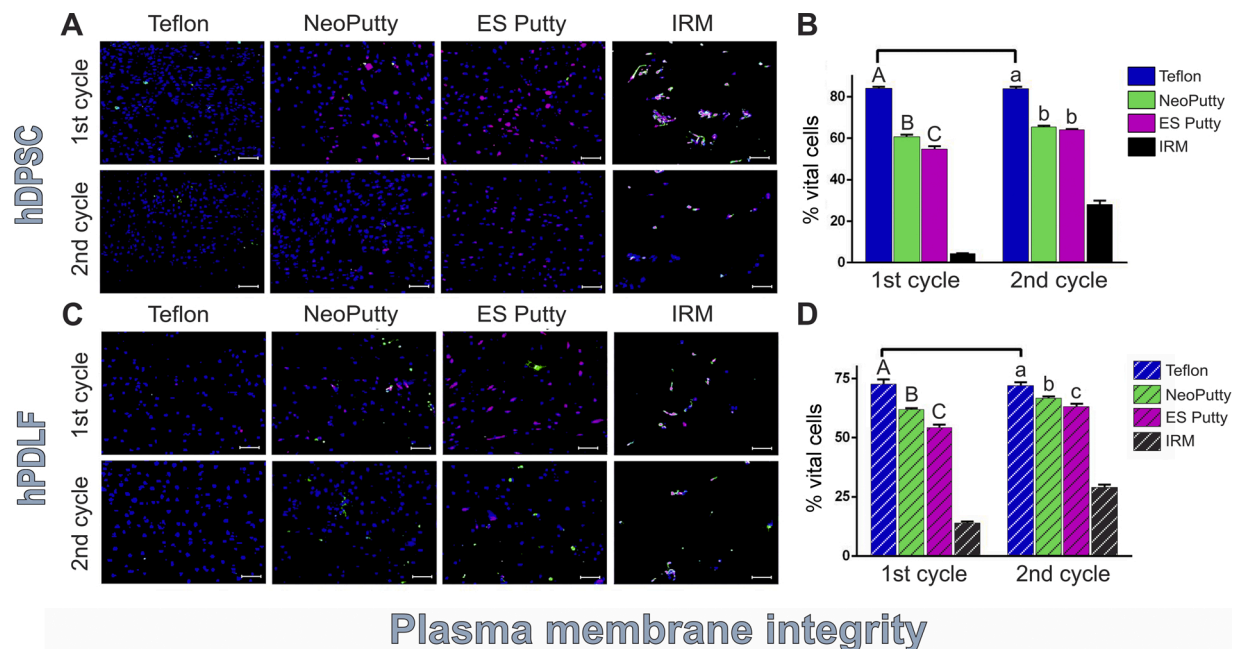 A
Teflon
NeoPutty
ES Putty
IRM
hDPSC
1st cycle
2nd cycle
B
% vital cells
80
60
40
20
0
A
B
C
a
b
b
1st cycle
2nd cycle
Teflon
NeoPutty
ES Putty
IRM
C
Teflon
NeoPutty
ES Putty
IRM
hPDLF
1st cycle
2nd cycle
D
% vital cells
75
50
25
0
A
B
C
a
b
c
1st cycle
2nd cycle
Teflon
NeoPutty
ES Putty
IRM
Plasma membrane integrity